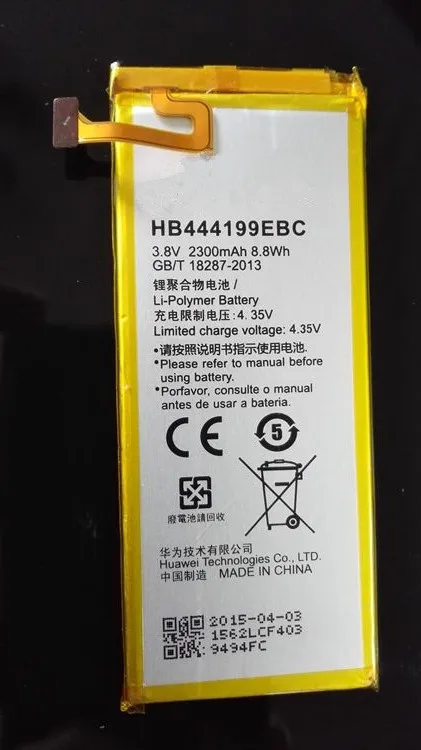 HB444199EBC
3.8V 2300mAh 8.8Wh
GB/T 18287-2013
锂聚合物电池/
Li-Polymer Battery
充电限制电压:4.35V
Limited charge voltage: 4.35V
•请按照说明书指示使用电池.
•Please refer to manual before
using battery.
•Porfavor, consulte o manual
antes de usar a bateria.
CE 5
廢電池請回收
华为技术有限公司
Huawei Technologies Co., LTD.
中国制造 MADE IN CHINA
2015-04-03
1562LCF403
9494FC